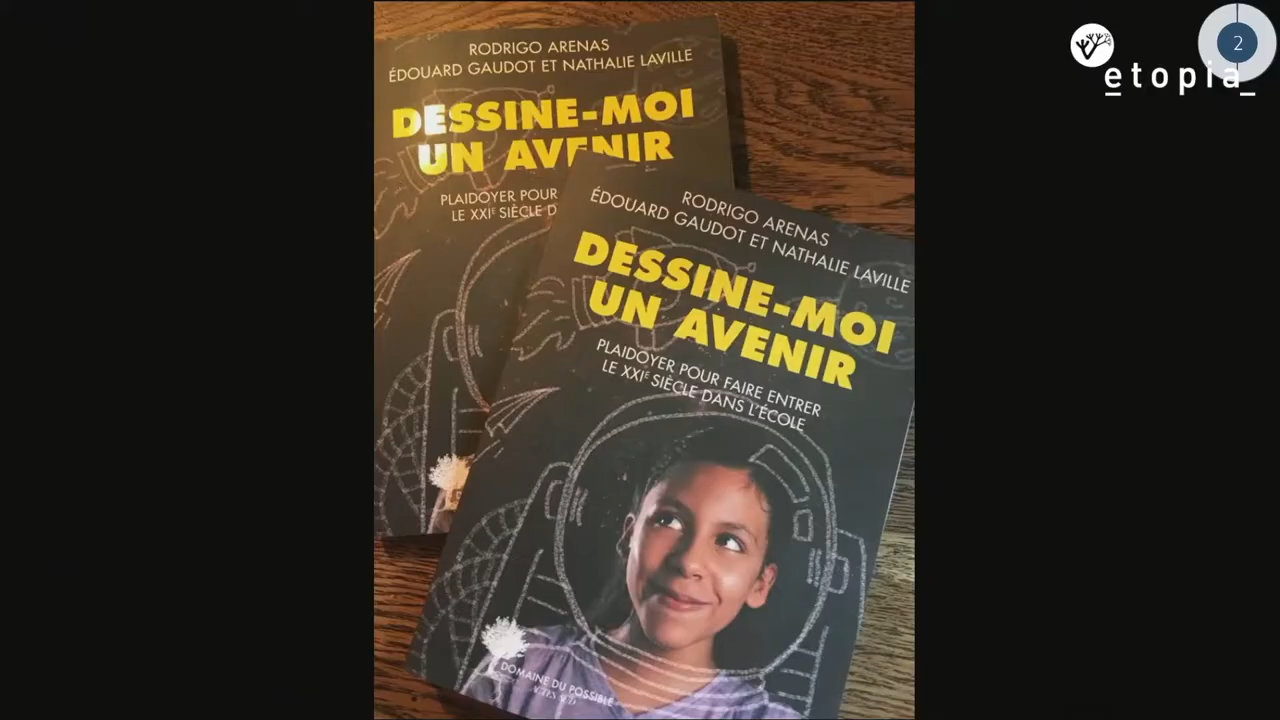 RODRIGO ARENAS
ÉDOUARD GAUDOT ET NATHALIE LAVILLE
DESSINE-MOI
UN AVENIR
PLAIDOYER POUR
LE XXIᴱ SIÈCLE D
RODRIGO ARENAS
ÉDOUARD GAUDOT ET NATHALIE LAVILLE
DESSINE-MOI
UN AVENIR
PLAIDOYER POUR FAIRE ENTRER
LE XXIᴱ SIÈCLE DANS L'ÉCOLE
DOMAINE DU POSSIBLE
ACTES SUD
2
etopia_